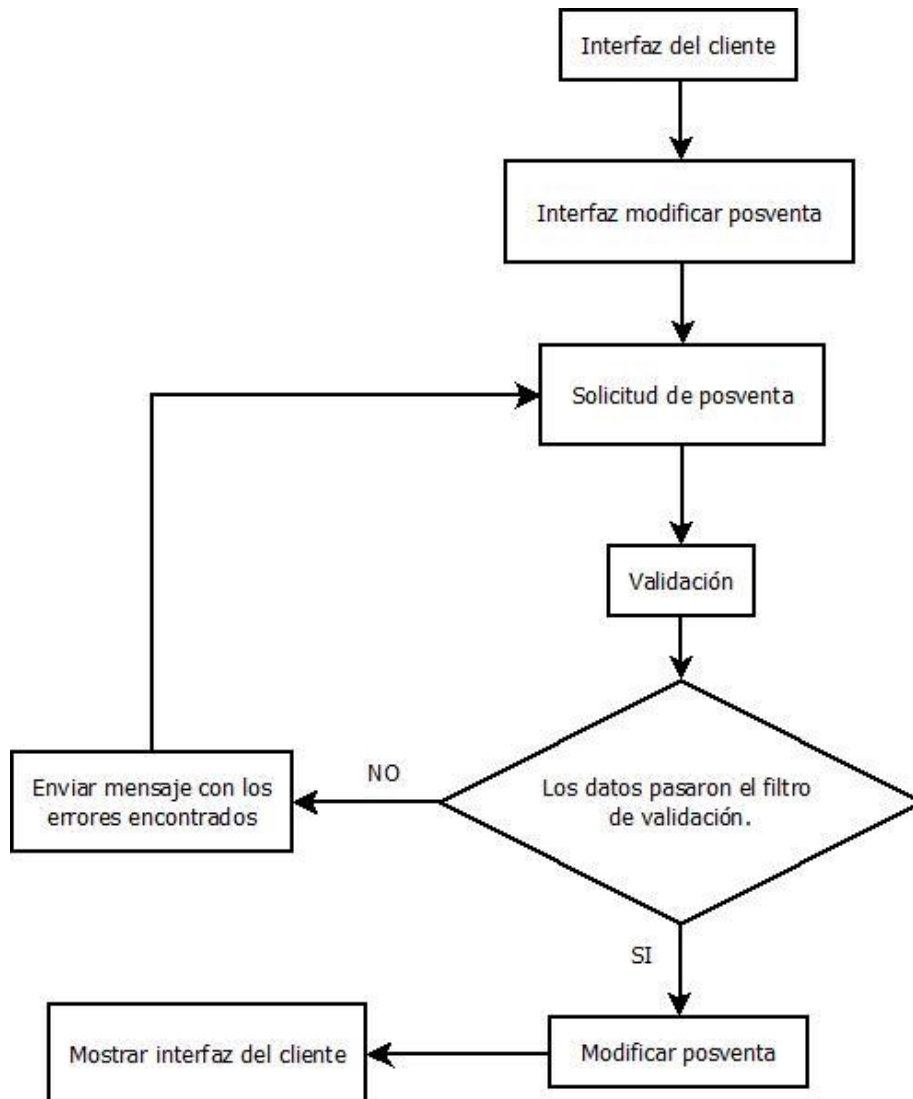 Interfaz del cliente
Interfaz modificar posventa
Solicitud de posventa
Validación
Los datos pasaron el filtro
de validación.
NO
Enviar mensaje con los
errores encontrados
SI
Modificar posventa
Mostrar interfaz del cliente